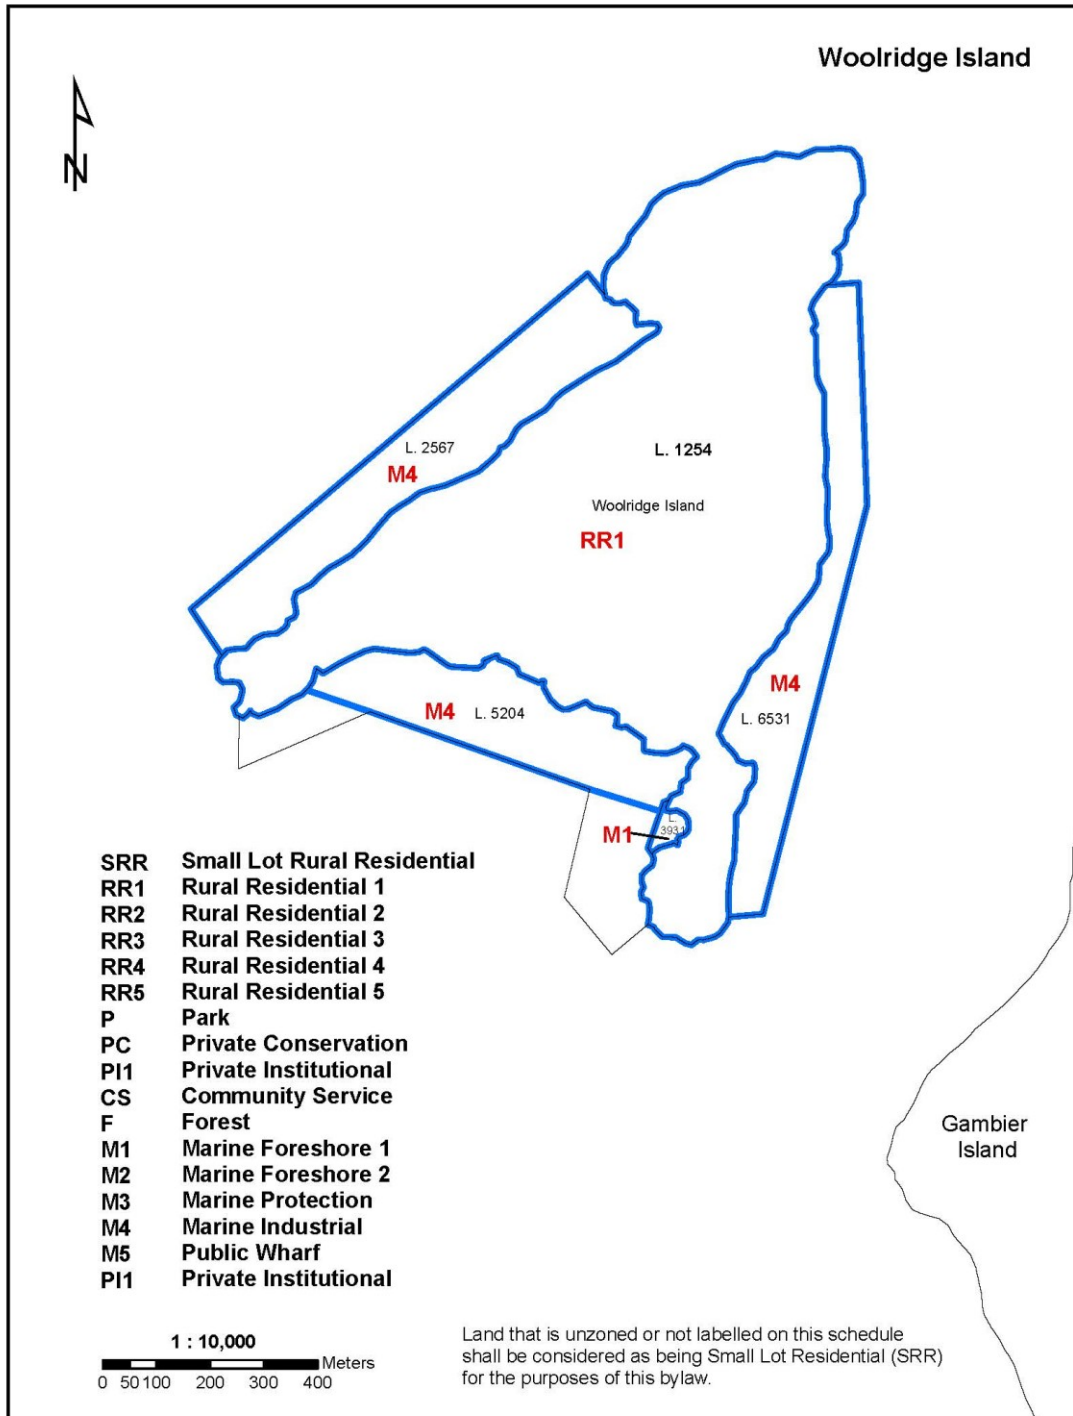 Woolridge Island
N
L. 2567
M4
L. 1254
Woolridge Island
RR1
M4
L. 6531
M4 L. 5204
L.
3931
M1
SRR Small Lot Rural Residential
RR1 Rural Residential 1
RR2 Rural Residential 2
RR3 Rural Residential 3
RR4 Rural Residential 4
RR5 Rural Residential 5
P Park
PC Private Conservation
PI1 Private Institutional
CS Community Service
F Forest
M1 Marine Foreshore 1
M2 Marine Foreshore 2
M3 Marine Protection
M4 Marine Industrial
M5 Public Wharf
PI1 Private Institutional
Gambier
Island
1 : 10,000
Meters
0 50 100 200 300 400
Land that is unzoned or not labelled on this schedule
shall be considered as being Small Lot Residential (SRR)
for the purposes of this bylaw.